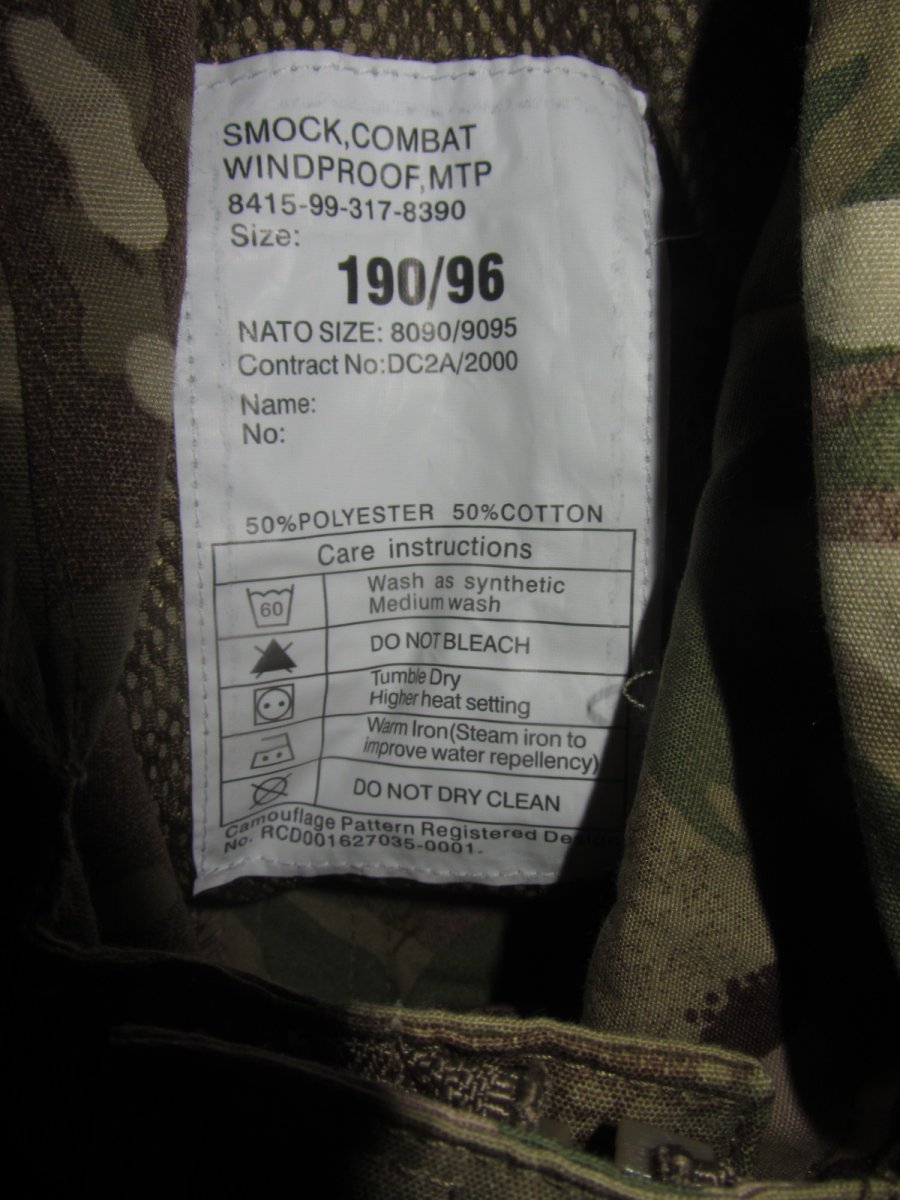 SMOCK,COMBAT
WINDPROOF,MTP
8415-99-317-8390
Size:
190/96
NATO SIZE: 8090/9095
Contract No:DC2A/2000
Name:
No:
50%POLYESTER 50%COTTON
Care instructions
60
Wash as synthetic
Medium wash
DO NOT BLEACH
Tumble Dry
Higher heat setting
Warm Iron(Steam iron to
improve water repellency)
DO NOT DRY CLEAN
Camouflage Pattern Registered Design
No. RCD001627035-0001.